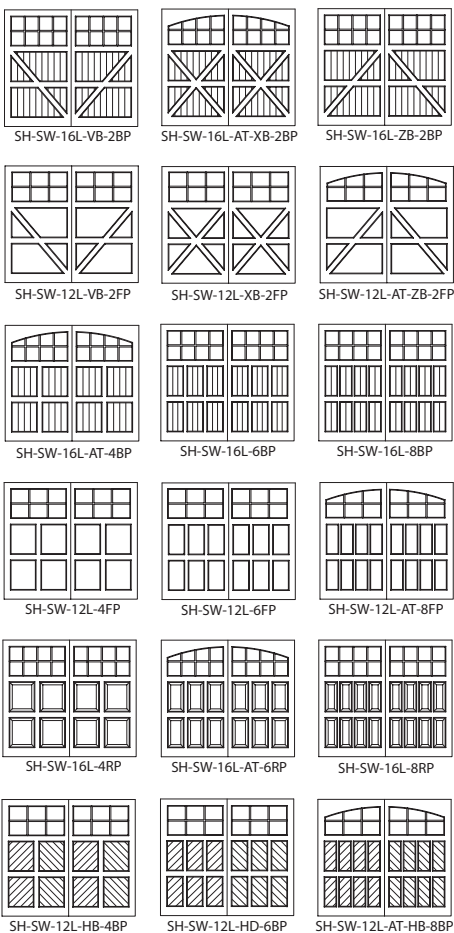 SH-SW-16L-VB-2BP SH-SW-16L-AT-XB-2BP SH-SW-16L-ZB-2BP
SH-SW-12L-VB-2FP SH-SW-12L-XB-2FP SH-SW-12L-AT-ZB-2FP
SH-SW-16L-AT-4BP SH-SW-16L-6BP SH-SW-16L-8BP
SH-SW-12L-4FP SH-SW-12L-6FP SH-SW-12L-AT-8FP
SH-SW-16L-4RP SH-SW-16L-AT-6RP SH-SW-16L-8RP
SH-SW-12L-HB-4BP SH-SW-12L-HD-6BP SH-SW-12L-AT-HB-8BP